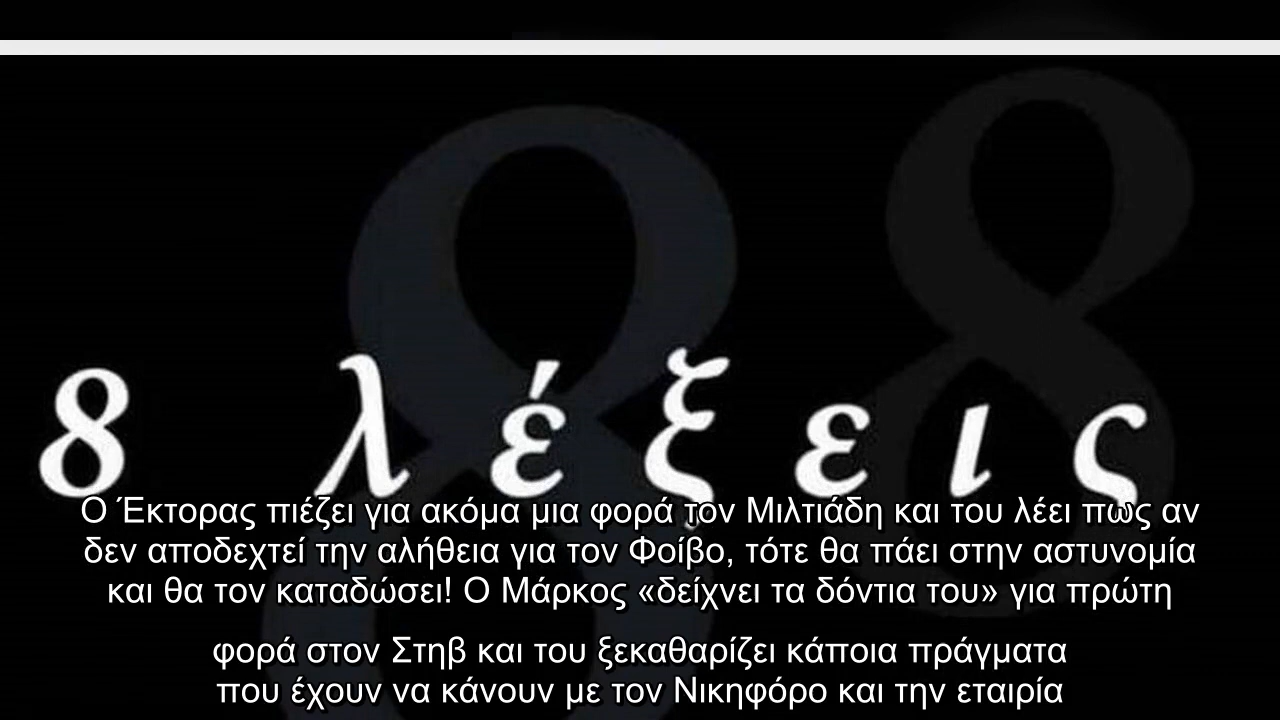 8 λέξεις
Ο Έκτορας πιέζει για ακόμα μια φορά τον Μιλτιάδη και του λέει πως αν
δεν αποδεχτεί την αλήθεια για τον Φοίβο, τότε θα πάει στην αστυνομία
και θα τον καταδώσει! Ο Μάρκος «δείχνει τα δόντια του» για πρώτη
φορά στον Στηβ και του ξεκαθαρίζει κάποια πράγματα
που έχουν να κάνουν με τον Νικηφόρο και την εταιρία